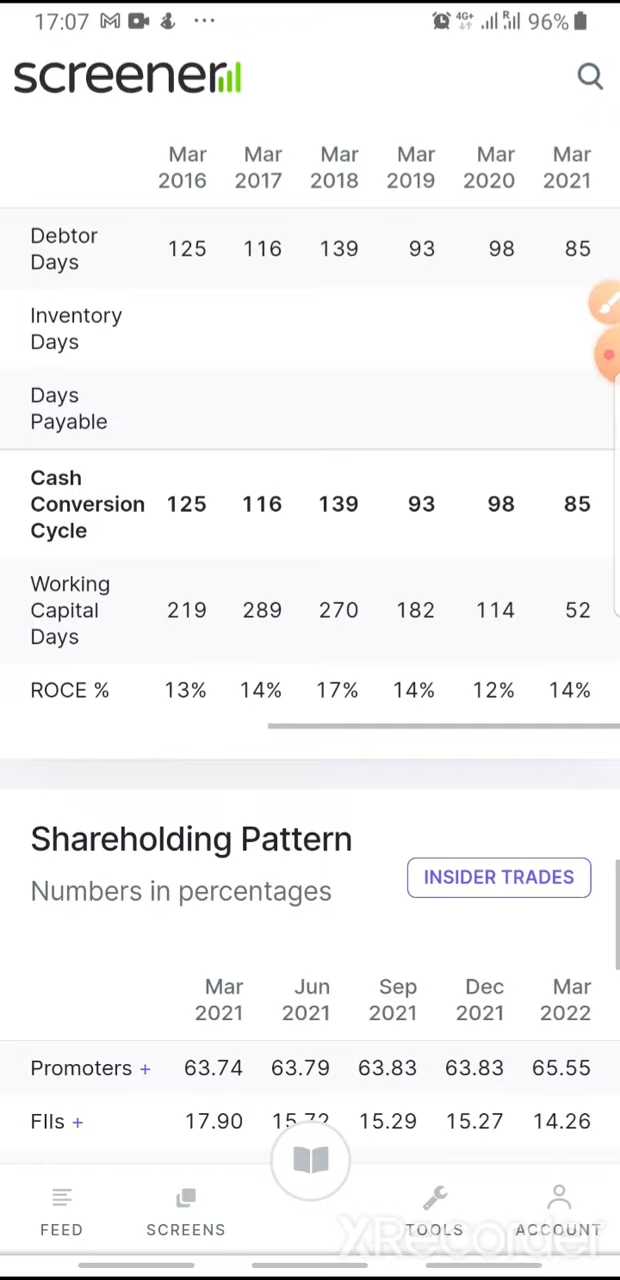 17:07 ... 4G+ R 96%
screener
Mar Mar Mar Mar Mar Mar
2016 2017 2018 2019 2020 2021
Debtor Days 125 116 139 93 98 85
Inventory Days
Days Payable
Cash Conversion Cycle 125 116 139 93 98 85
Working Capital Days 219 289 270 182 114 52
ROCE % 13% 14% 17% 14% 12% 14%
Shareholding Pattern
INSIDER TRADES
Numbers in percentages
Mar Jun Sep Dec Mar
2021 2021 2021 2021 2022
Promoters + 63.74 63.79 63.83 63.83 65.55
FIIs + 17.90 15.72 15.29 15.27 14.26
FEED SCREENS TOOLS ACCOUNT
XRecorder